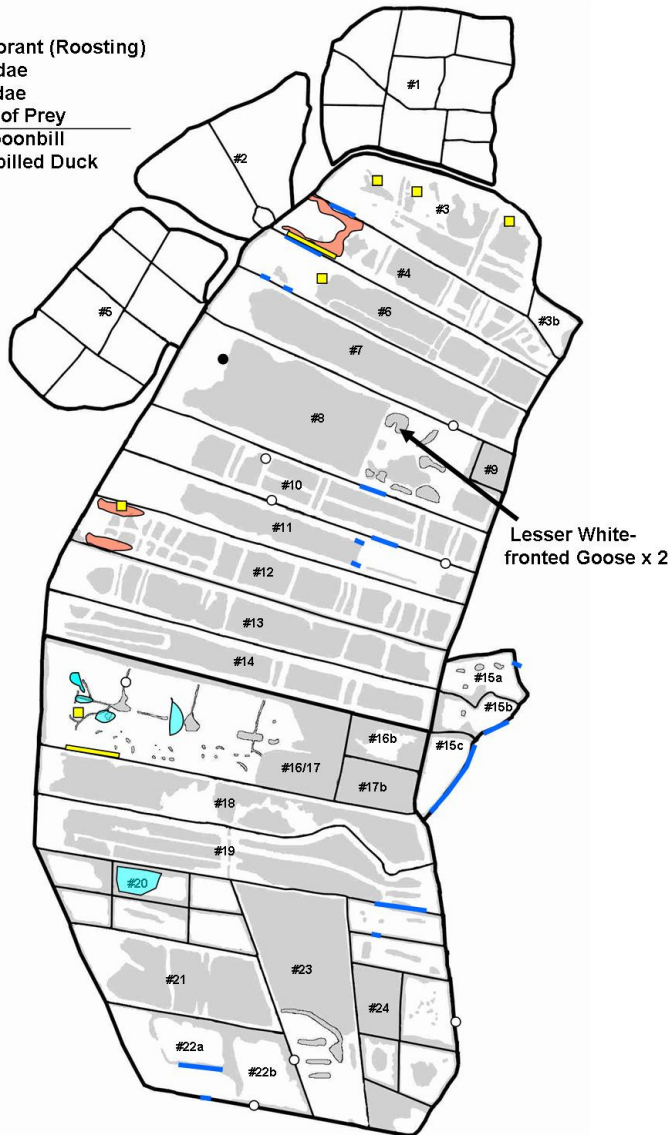 orant (Roosting)
dae
dae
of Prey
poonbill
billed Duck
#1
#2
#3
#3b
#4
#5
#6
#7
#8
#9
#10
#11
Lesser White-
fronted Goose x 2
#12
#13
#14
#15a
#15b
#15c
#16b
#16/17
#17b
#18
#19
#20
#21
#23
#24
#22a
#22b